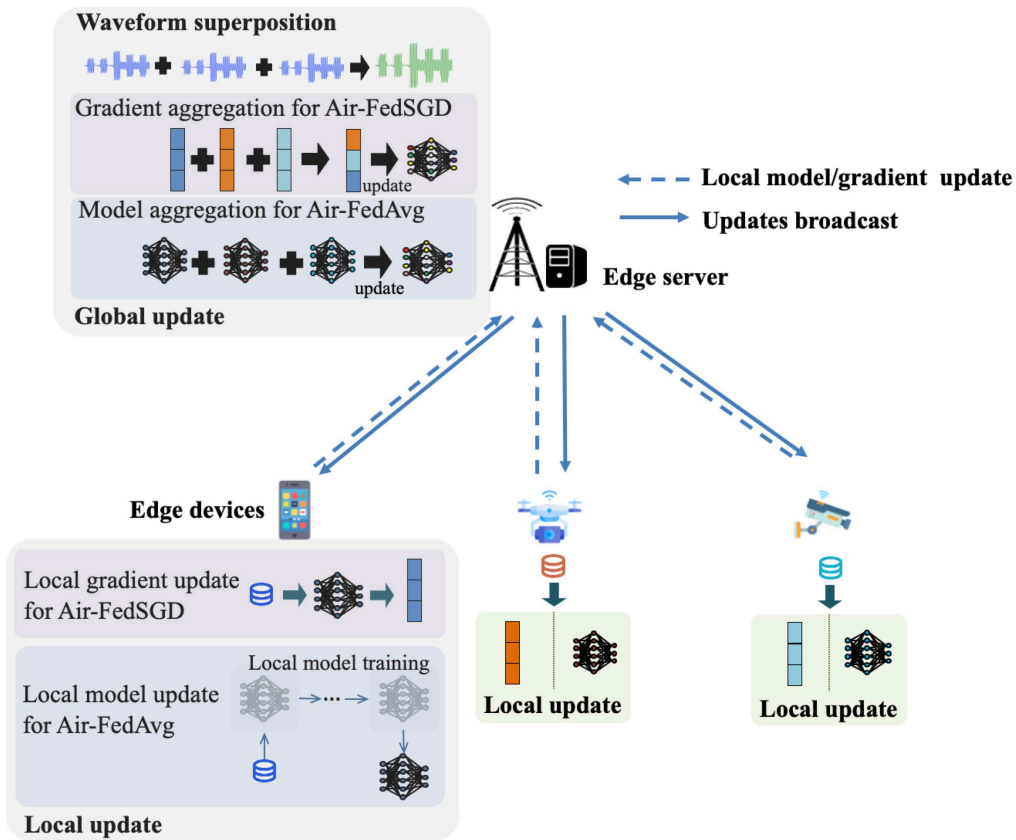 Waveform superposition
Gradient aggregation for Air-FedSGD
update
Model aggregation for Air-FedAvg
update
Global update
Local model/gradient update
Updates broadcast
Edge server
Edge devices
Local gradient update
for Air-FedSGD
Local model training
Local model update
for Air-FedAvg
Local update
Local update
Local update